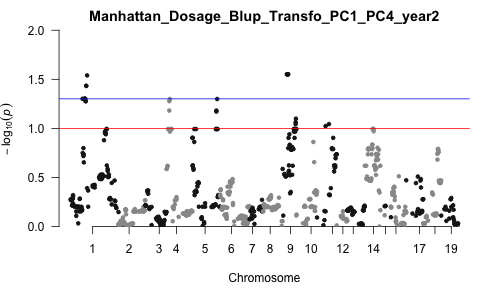 Manhattan_Dosage_Blup_Transfo_PC1_PC4_year2
2.0
1.5
1.0
0.5
0.0
− log10(p)
1 2 3 4 5 6 7 8 9 10 12 14 17 19
Chromosome